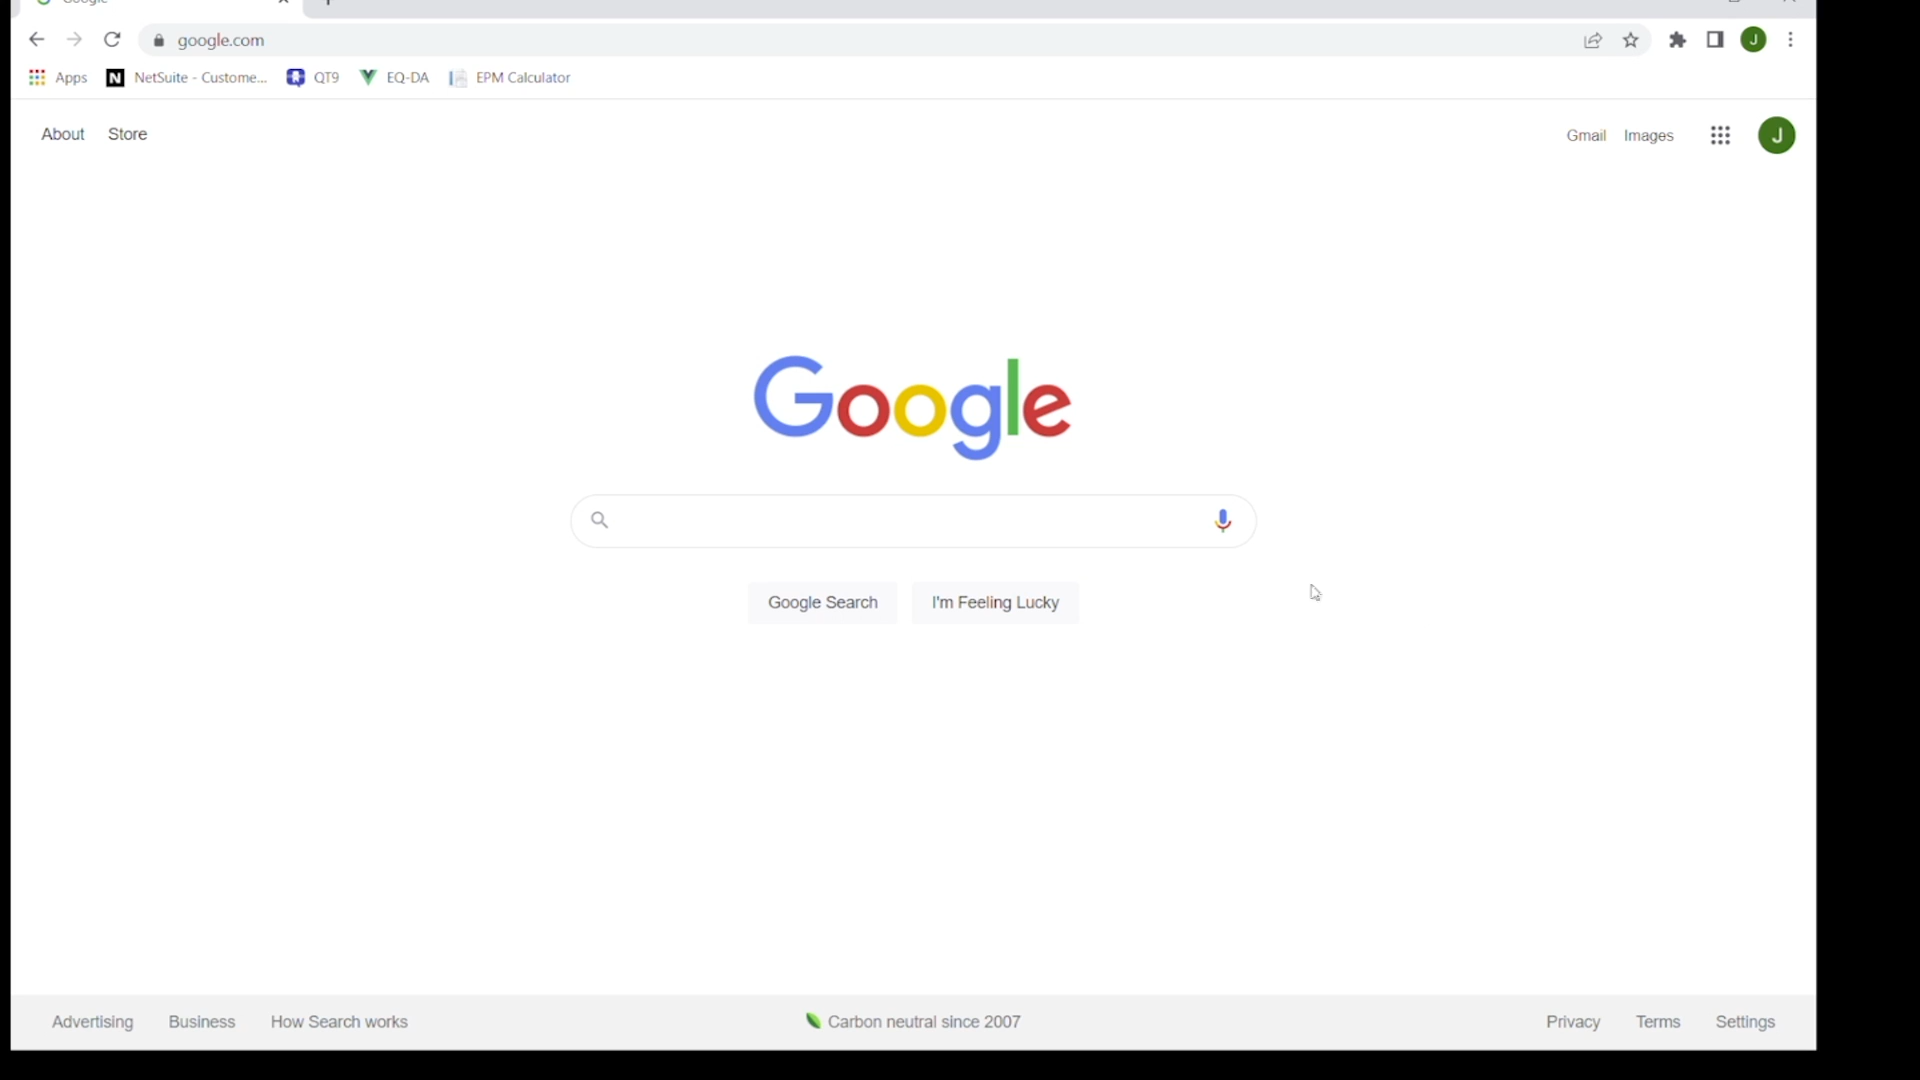 Google
google.com
J
Apps
NetSuite - Custome...
QT9
EQ-DA
EPM Calculator
About
Store
Gmail
Images
J
Google
Google Search
I'm Feeling Lucky
Advertising
Business
How Search works
Carbon neutral since 2007
Privacy
Terms
Settings